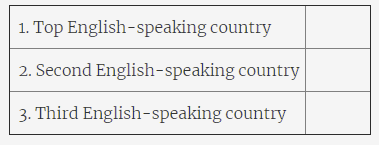 1. Top English-speaking country
2. Second English-speaking country
3. Third English-speaking country